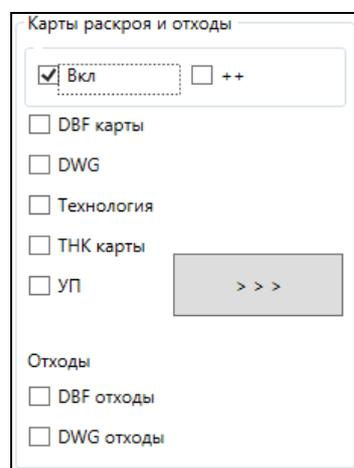 Карты раскроя и отходы
Вкл ++
DBF карты
DWG
Технология
ТНК карты
УП
> > >
Отходы
DBF отходы
DWG отходы